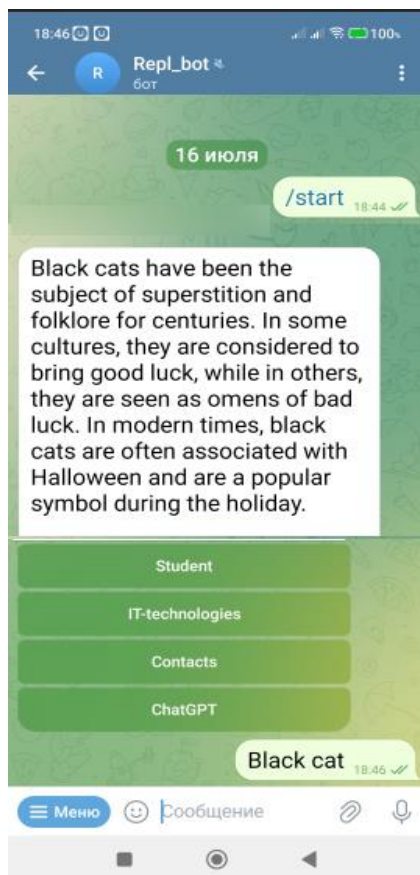 18:46 100%
R
Repl_bot
бот
16 июля
/start 18:44
Black cats have been the
subject of superstition and
folklore for centuries. In some
cultures, they are considered to
bring good luck, while in others,
they are seen as omens of bad
luck. In modern times, black
cats are often associated with
Halloween and are a popular
symbol during the holiday.
Student
IT-technologies
Contacts
ChatGPT
Black cat 18:46
Меню Сообщение